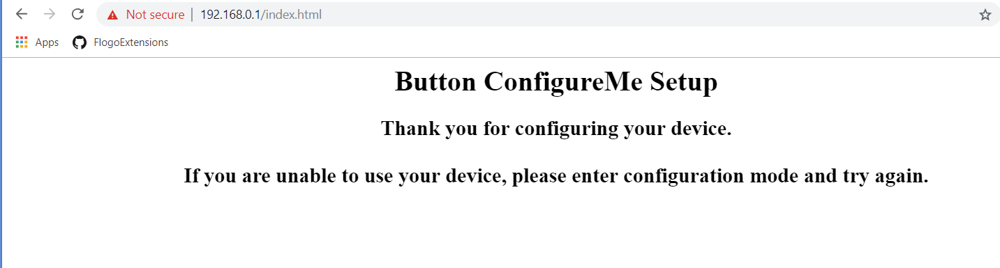 Not secure | 192.168.0.1/index.html
Apps FlogoExtensions
Button ConfigureMe Setup
Thank you for configuring your device.
If you are unable to use your device, please enter configuration mode and try again.